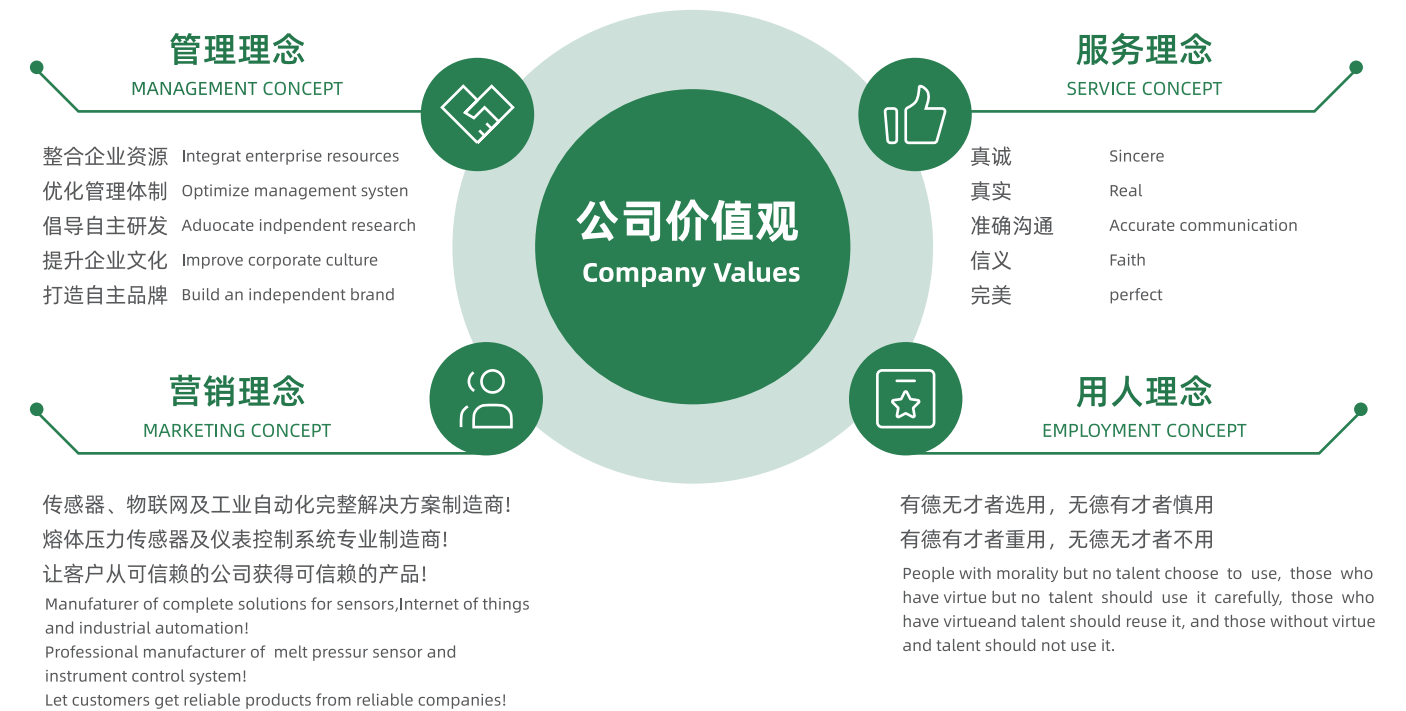 管理理念
MANAGEMENT CONCEPT
整合企业资源 Integrat enterprise resources
优化管理体制 Optimize management systen
倡导自主研发 Aduocate indpendent research
提升企业文化 Improve corporate culture
打造自主品牌 Build an independent brand
公司价值观
Company Values
服务理念
SERVICE CONCEPT
真诚 Sincere
真实 Real
准确沟通 Accurate communication
信义 Faith
完美 perfect
营销理念
MARKETING CONCEPT
传感器、物联网及工业自动化完整解决方案制造商!
熔体压力传感器及仪表控制系统专业制造商!
让客户从可信赖的公司获得可信赖的产品!
Manufaturer of complete solutions for sensors,Internet of things
and industrial automation!
Professional manufacturer of melt pressur sensor and
instrument control system!
Let customers get reliable products from reliable companies!
用人理念
EMPLOYMENT CONCEPT
有德无才者选用，无德有才者慎用
有德有才者重用，无德无才者不用
People with morality but no talent choose to use, those who
have virtue but no talent should use it carefully, those who
have virtueand talent should reuse it, and those without virtue
and talent should not use it.